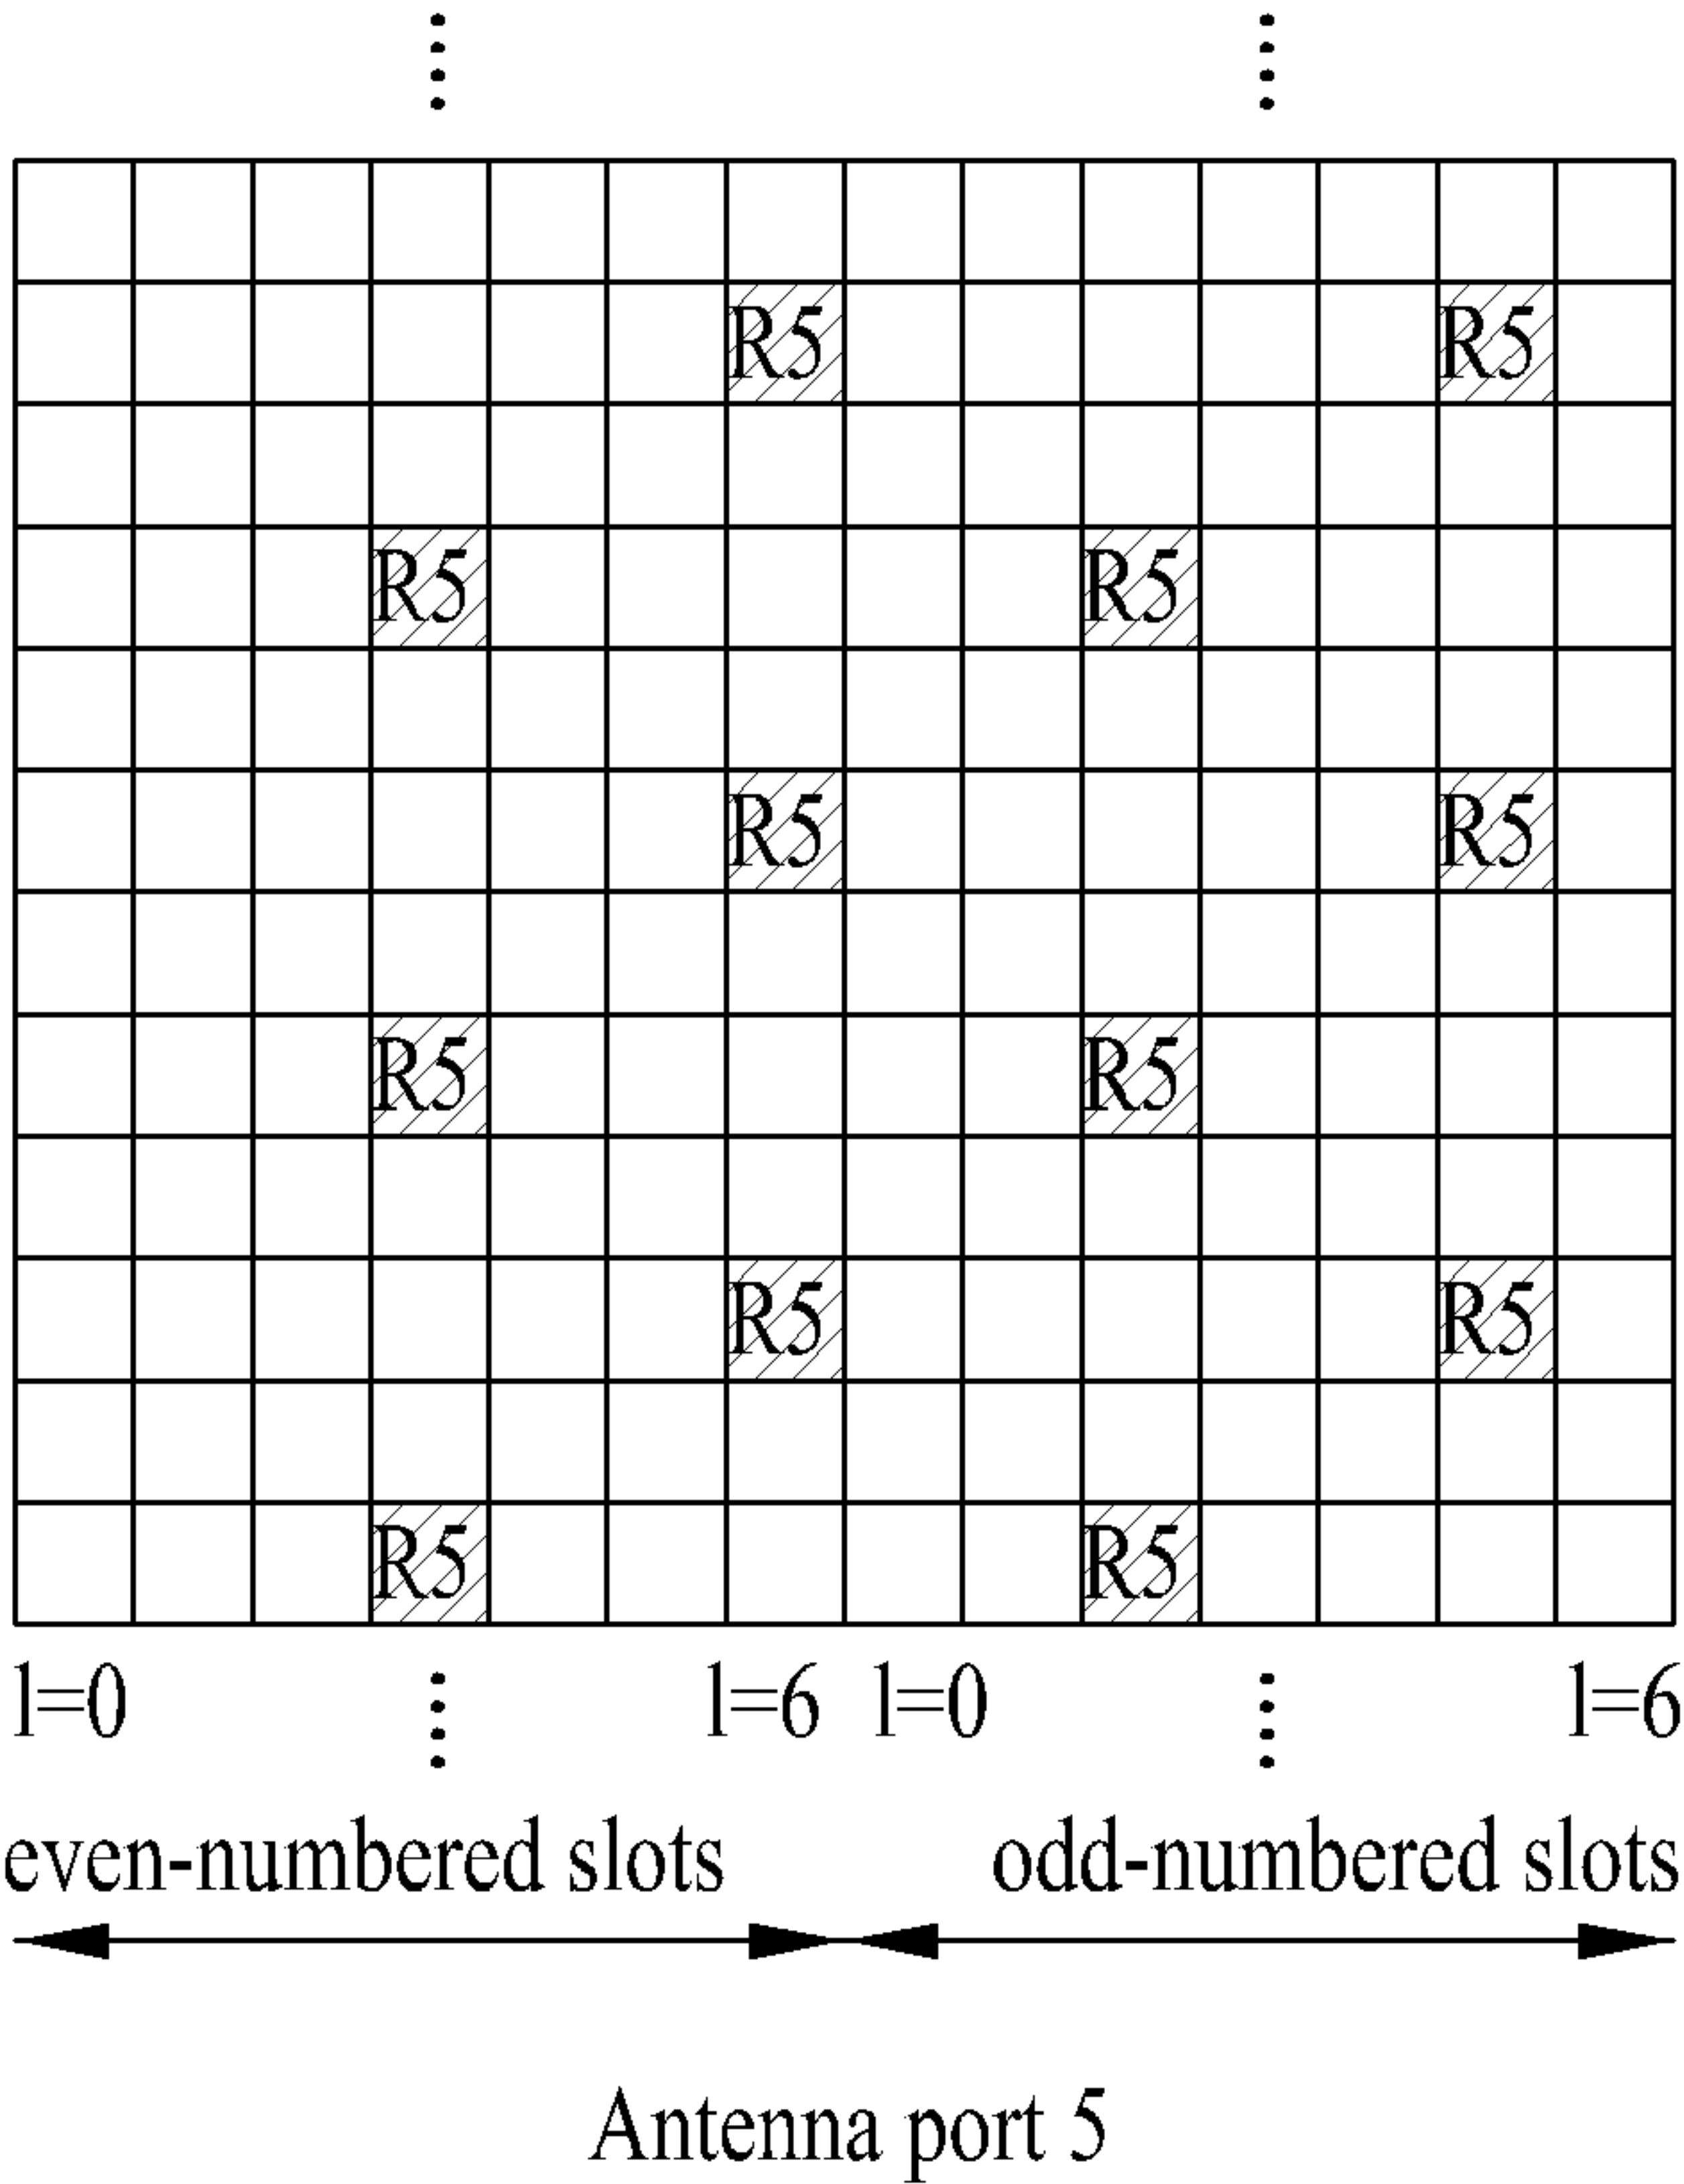 R5 R5
R5 R5
R5 R5
R5 R5
R5 R5
R5 R5
l=0 l=6 l=0 l=6
even-numbered slots odd-numbered slots
Antenna port 5